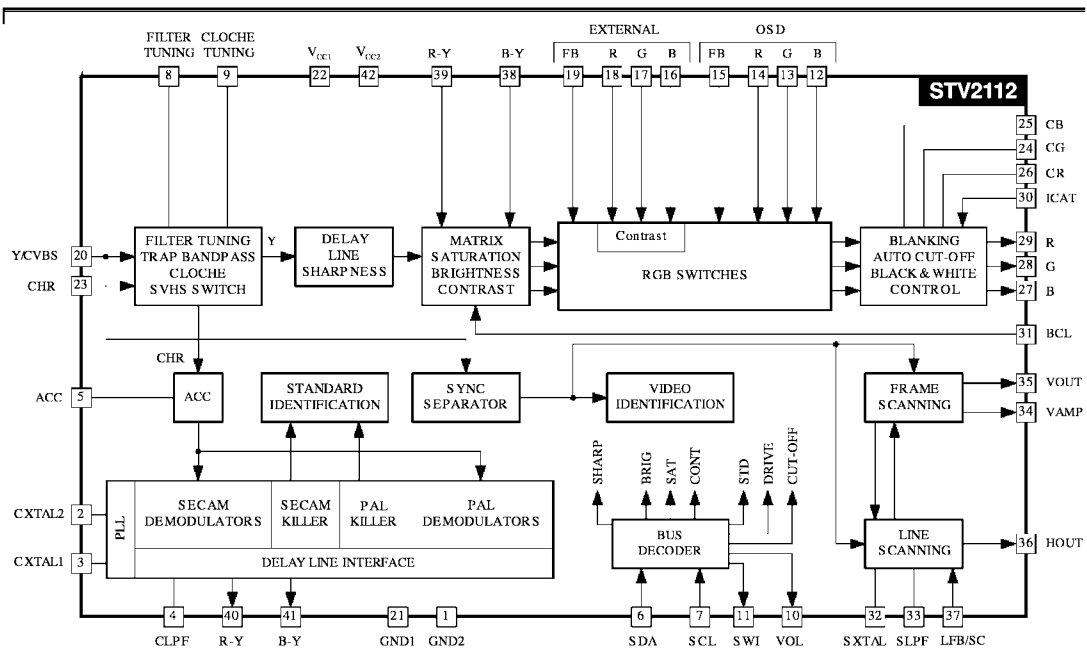 FILTER TUNING
CLOCHE TUNING
VCC1
VCC2
R-Y
B-Y
EXTERNAL
FB R G B
OSD
FB R G B
8 9 22 42 39 38 19 18 17 16 15 14 13 12
STV2112
25 CB
24 CG
26 CR
30 ICAT
Y/CVBS 20
CHR 23
FILTER TUNING
TRAP BANDPASS
CLOCHE
SVHS SWITCH
Y
DELAY
LINE
SHARPNESS
MATRIX
SATURATION
BRIGHTNESS
CONTRAST
Contrast
RGB SWITCHES
BLANKING
AUTO CUT-OFF
BLACK & WHITE
CONTROL
29 R
28 G
27 B
31 BCL
CHR
ACC 5
ACC
STANDARD
IDENTIFICATION
SYNC
SEPARATOR
VIDEO
IDENTIFICATION
FRAME
SCANNING
35 VOUT
34 VAMP
SHARP
BRIG
SAT
CONT
STD
DRIVE
CUT-OFF
CXTAL2 2
CXTAL1 3
PLL
SECAM
DEMODULATORS
SECAM
KILLER
PAL
KILLER
PAL
DEMODULATORS
DELAY LINE INTERFACE
BUS
DECODER
LINE
SCANNING
36 HOUT
4 40 41 21 1 6 7 11 10 32 33 37
CLPF R-Y B-Y GND1 GND2 SDA SCL SWI VOL SXTAL SLPF LFB/SC